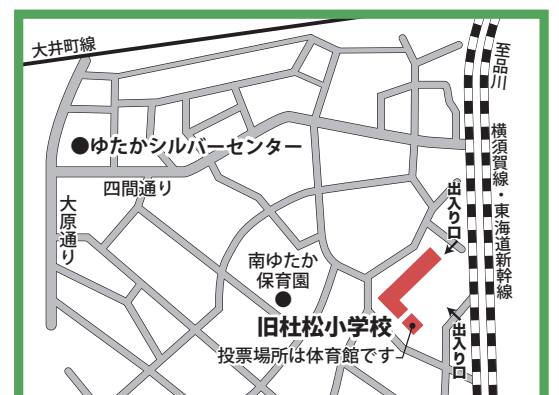 大井町線
至品川
ゆたかシルバーセンター
四間通り
大原通り
横須賀線・東海道新幹線
出入り口
南ゆたか
保育園
旧杜松小学校
投票場所は体育館です
出入り口